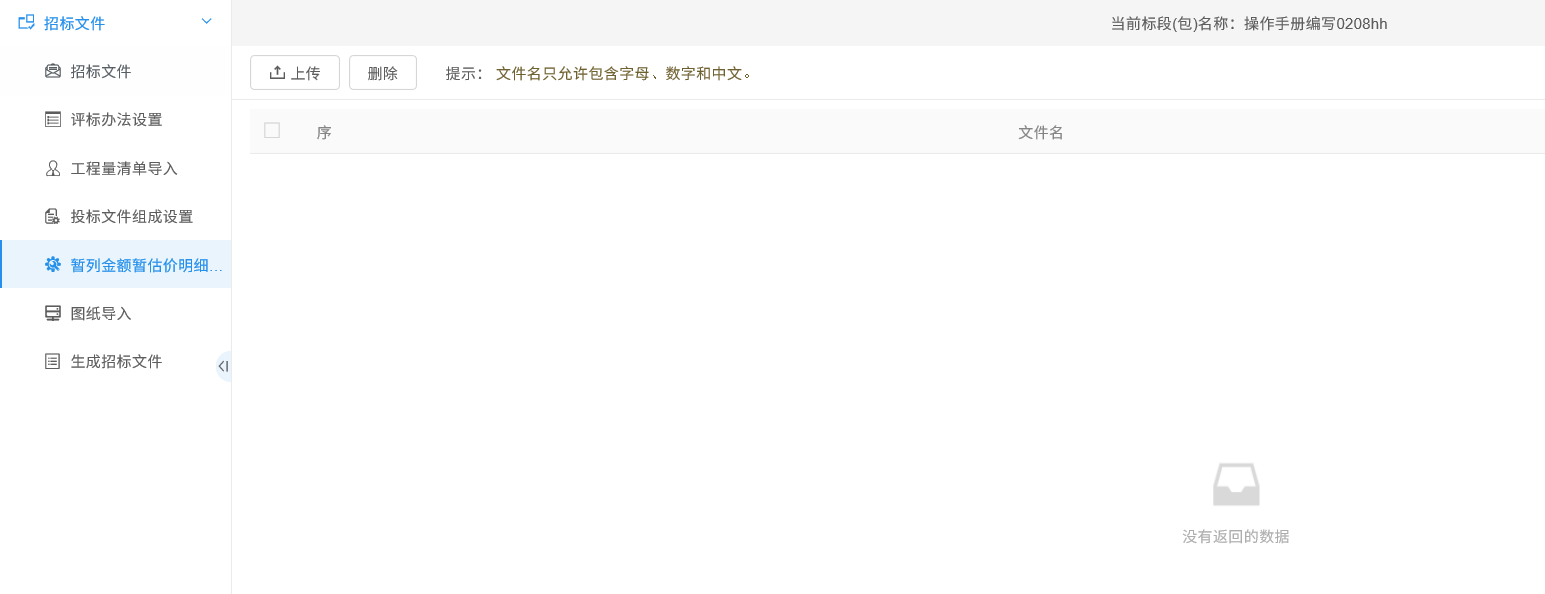 招标文件
招标文件
评标办法设置
工程量清单导入
投标文件组成设置
暂列金额暂估价明细...
图纸导入
生成招标文件
当前标段(包)名称：操作手册编写0208hh
上传 删除 提示： 文件名只允许包含字母、数字和中文。
序 文件名
没有返回的数据